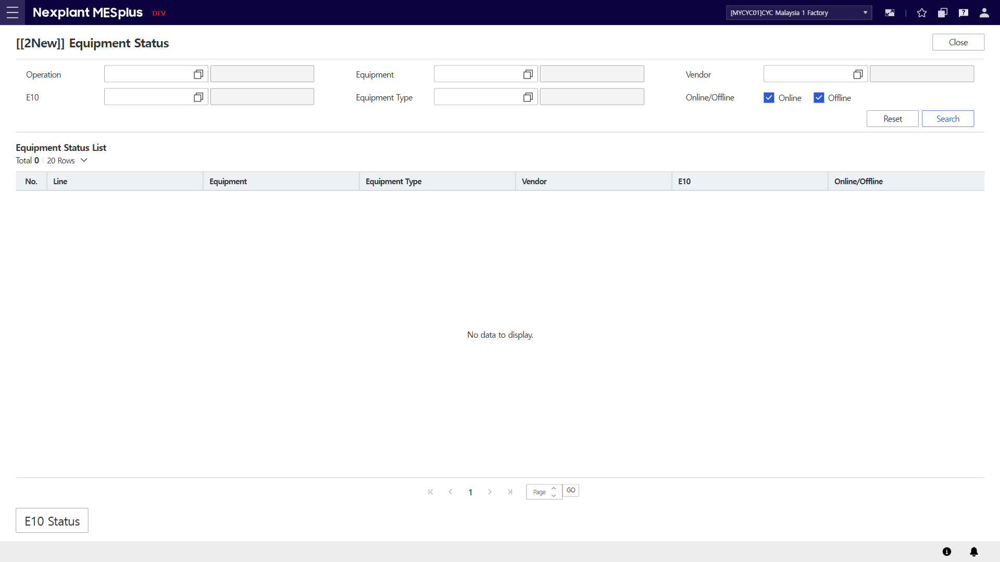 Nexplant MESplus DEV
[MYCYC01]CYC Malaysia 1 Factory
[[2New]] Equipment Status
Close
Operation
Equipment
Vendor
E10
Equipment Type
Online/Offline
Online
Offline
Reset
Search
Equipment Status List
Total 0 20 Rows
No. Line Equipment Equipment Type Vendor E10 Online/Offline
No data to display.
1
Page
GO
E10 Status